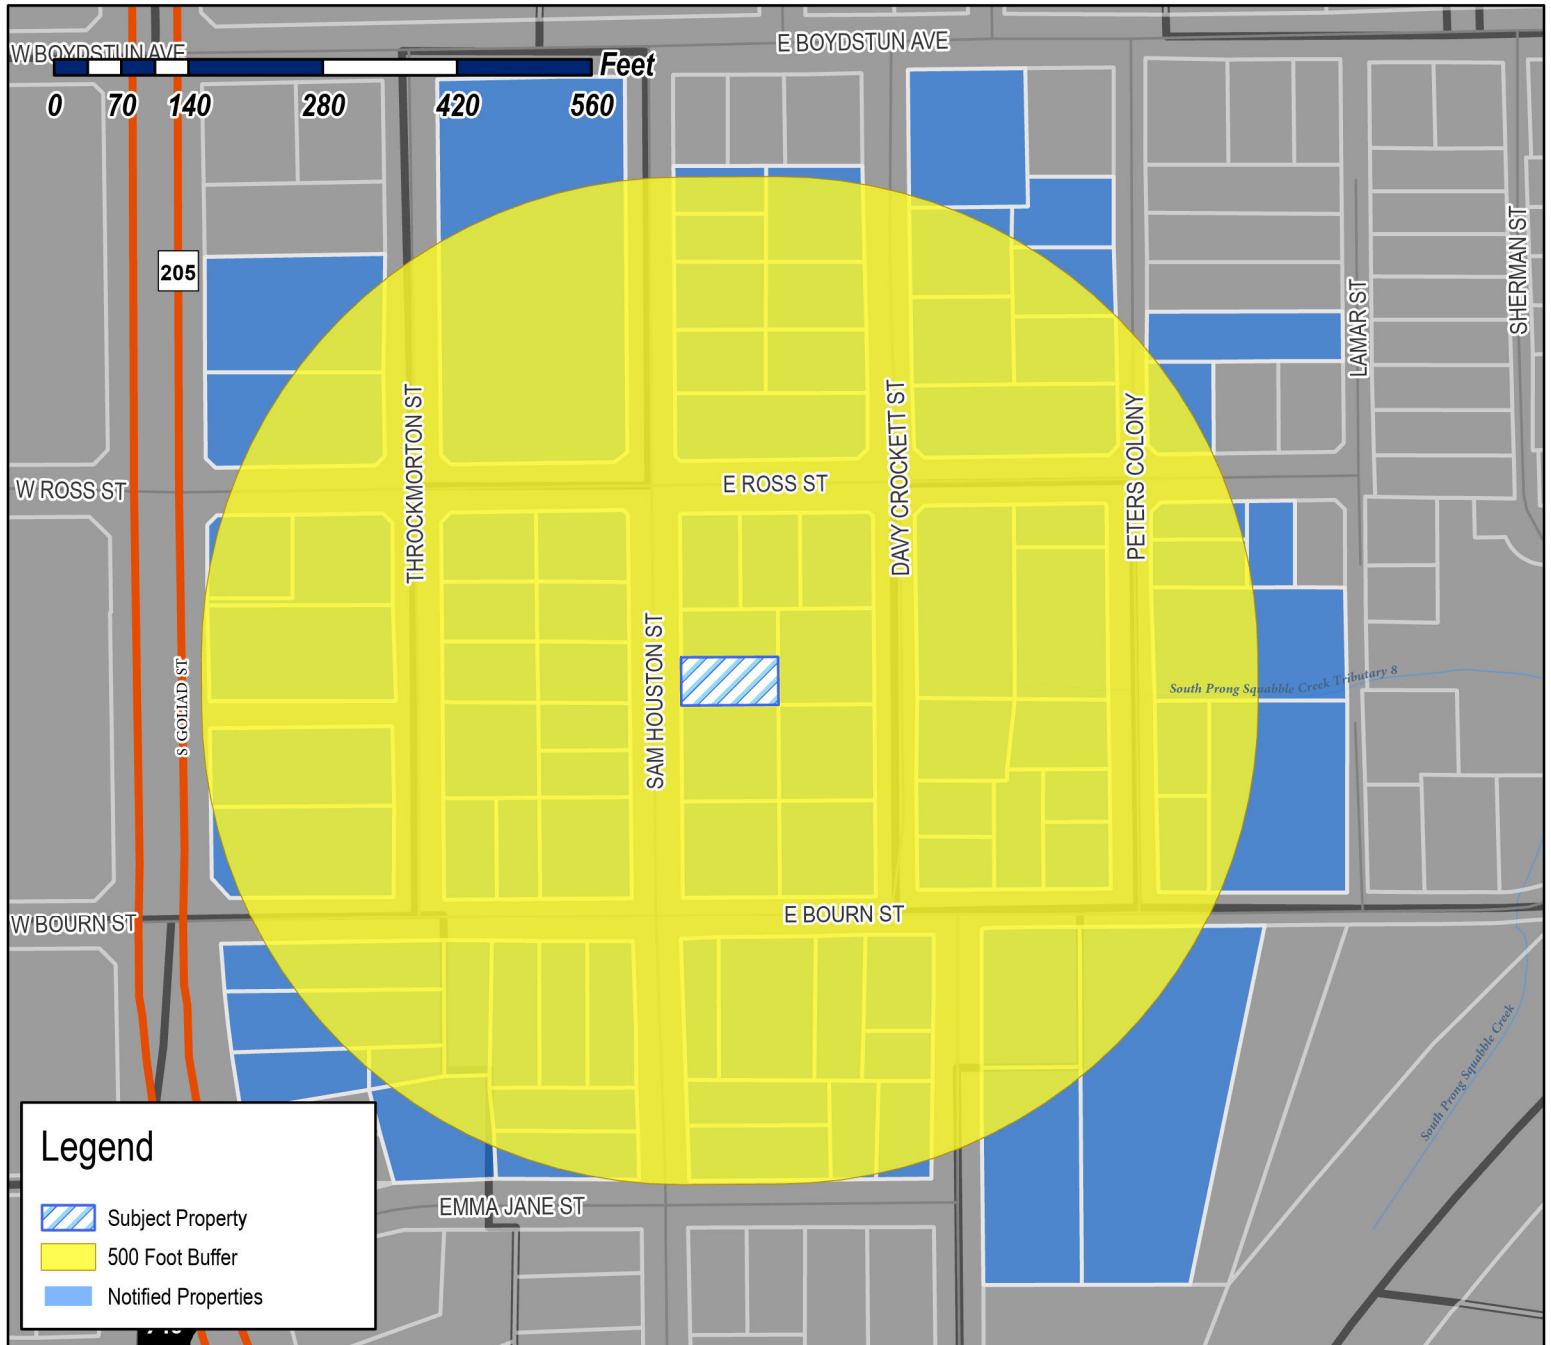 W BOYDSTUN AVE
E BOYDSTUN AVE
Feet
0 70 140 280 420 560
205
SHERMAN ST
LAMAR ST
THROCKMORTON ST
DAVY CROCKETT ST
PETERS COLONY
W ROSS ST
E ROSS ST
SAM HOUSTON ST
S GOLIAD ST
South Prong Squabble Creek Tributary 8
W BOURN ST
E BOURN ST
South Prong Squabble Creek
EMMA JANE ST
Legend
Subject Property
500 Foot Buffer
Notified Properties